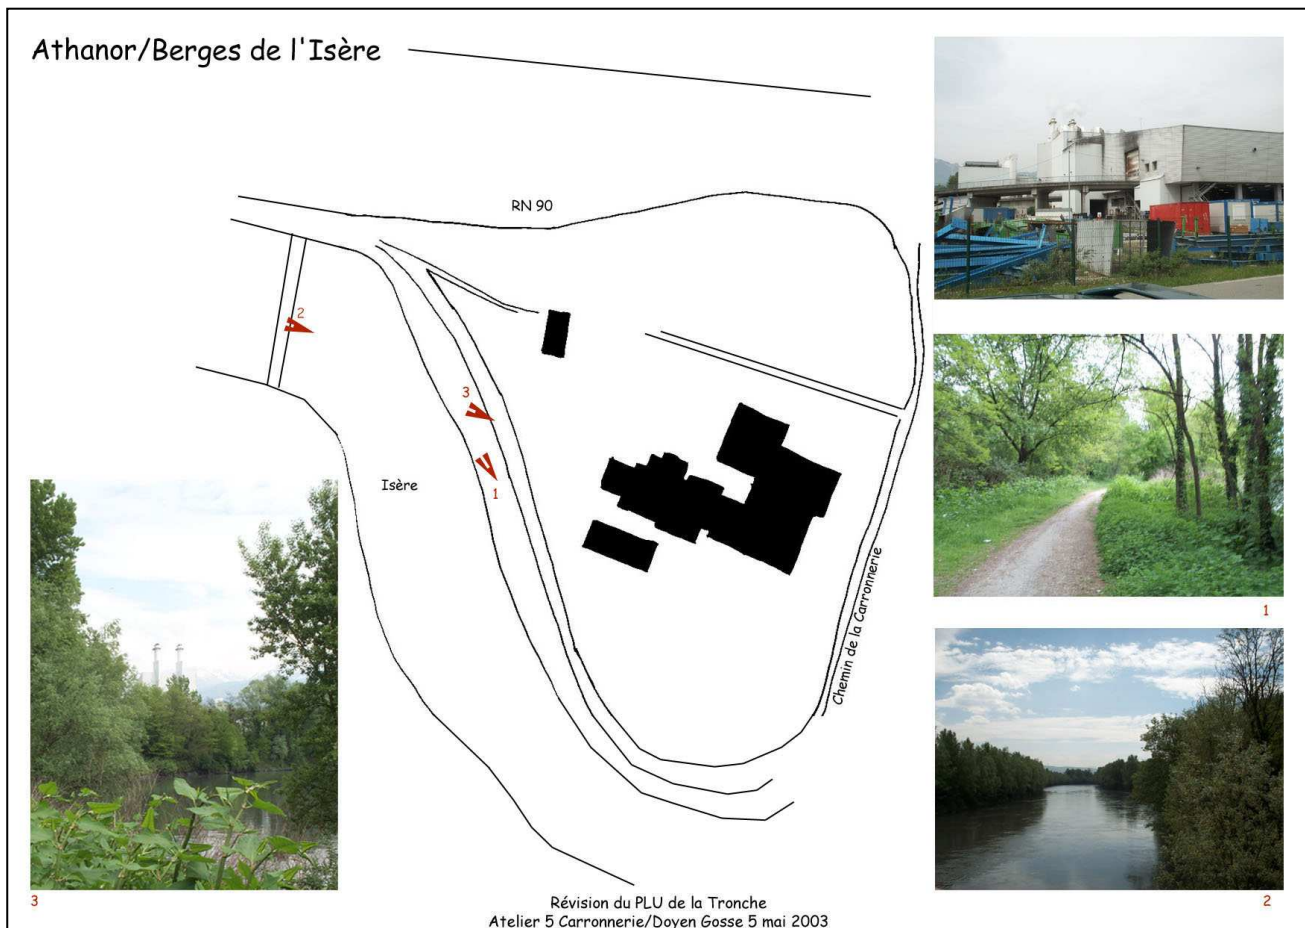 Athanor/Berges de l'Isère
RN 90
2
3
1
Isère
Chemin de la Carronnerie
1
3
2
Révision du PLU de la Tronche
Atelier 5 Carronnerie/Doyen Gosse 5 mai 2003